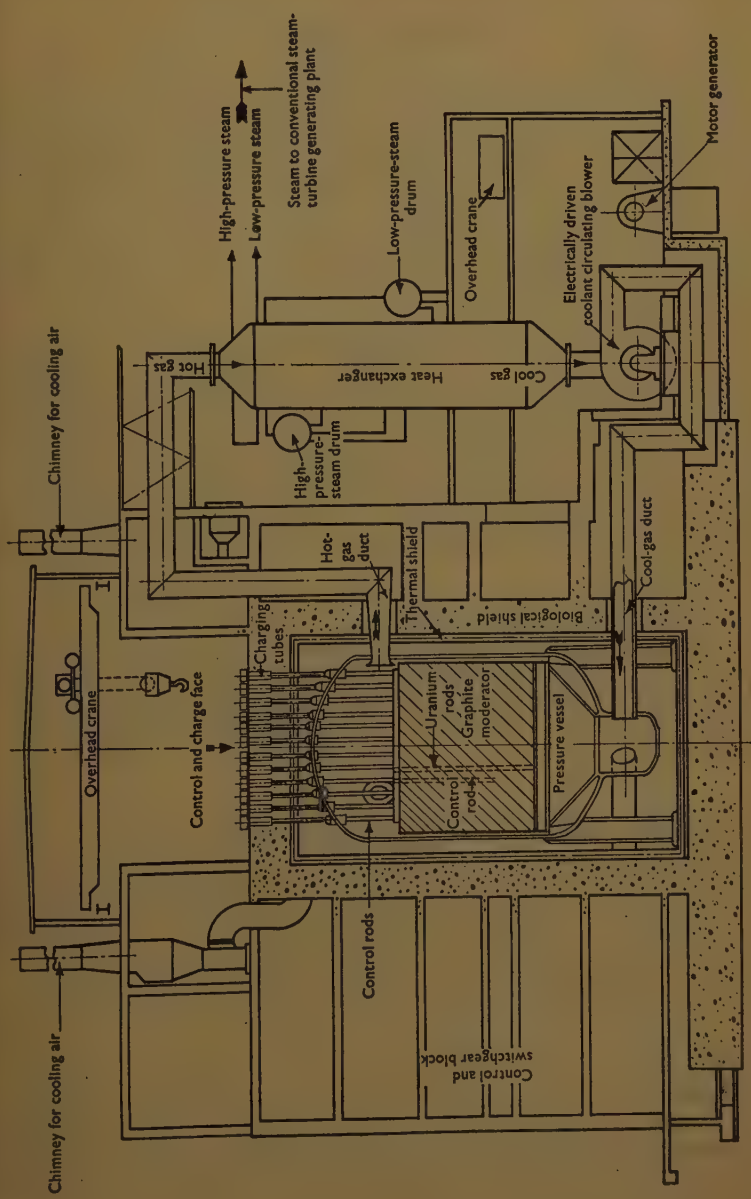 Chimney for cooling air
Chimney for cooling air
Overhead crane
Control and charge face
Charging
tubes
Hot-
gas
duct
Thermal shield
Biological shield
Control rods
Uranium
rods
Graphite
moderator
Control
rods
Pressure vessel
Cool-gas duct
Control and
switchgear block
Hot
gas
Heat exchanger
Cool
gas
High-
pressure-
steam drum
High-pressure steam
Low-pressure steam
Steam to conventional steam-
turbine generating plant
Low-pressure-steam
drum
Overhead crane
Electrically driven
coolant circulating blower
Motor generator